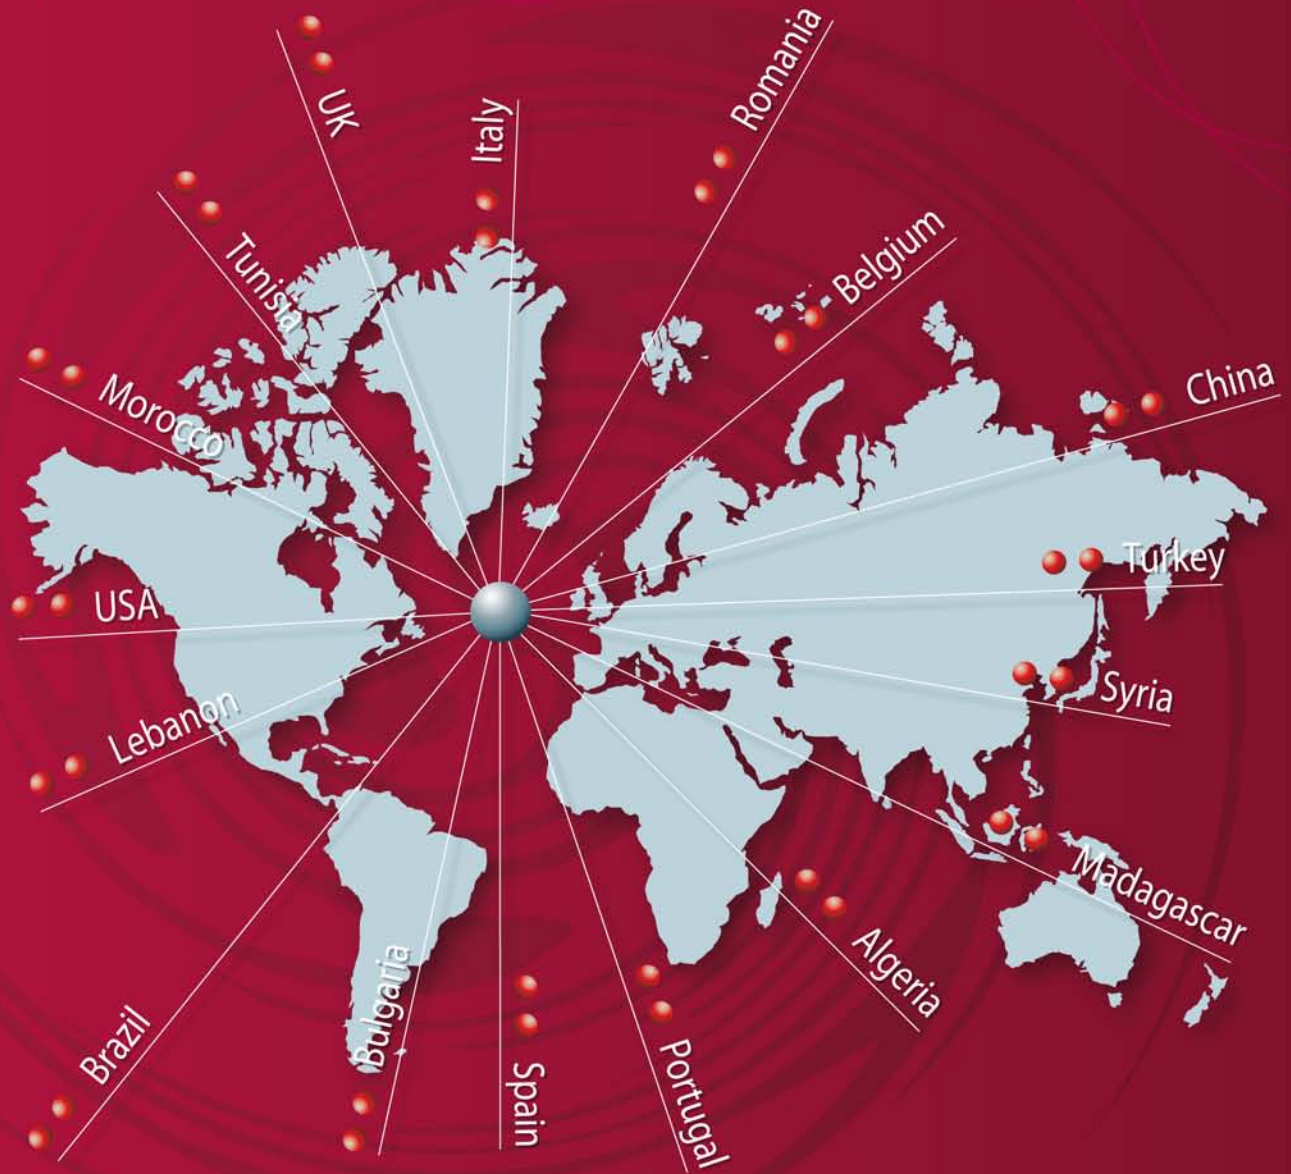 UK
Italy
Romania
Tunisia
Belgium
Morocco
China
Turkey
USA
Syria
Lebanon
Madagascar
Algeria
Bulgaria
Brazil
Spain
Portugal